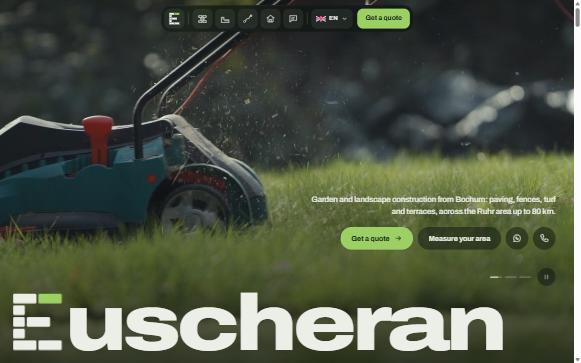 EN
Get a quote
Garden and landscape construction from Bochum: paving, fences, turf
and terraces, across the Ruhr area up to 80 km.
Get a quote →
Measure your area
Euscheran